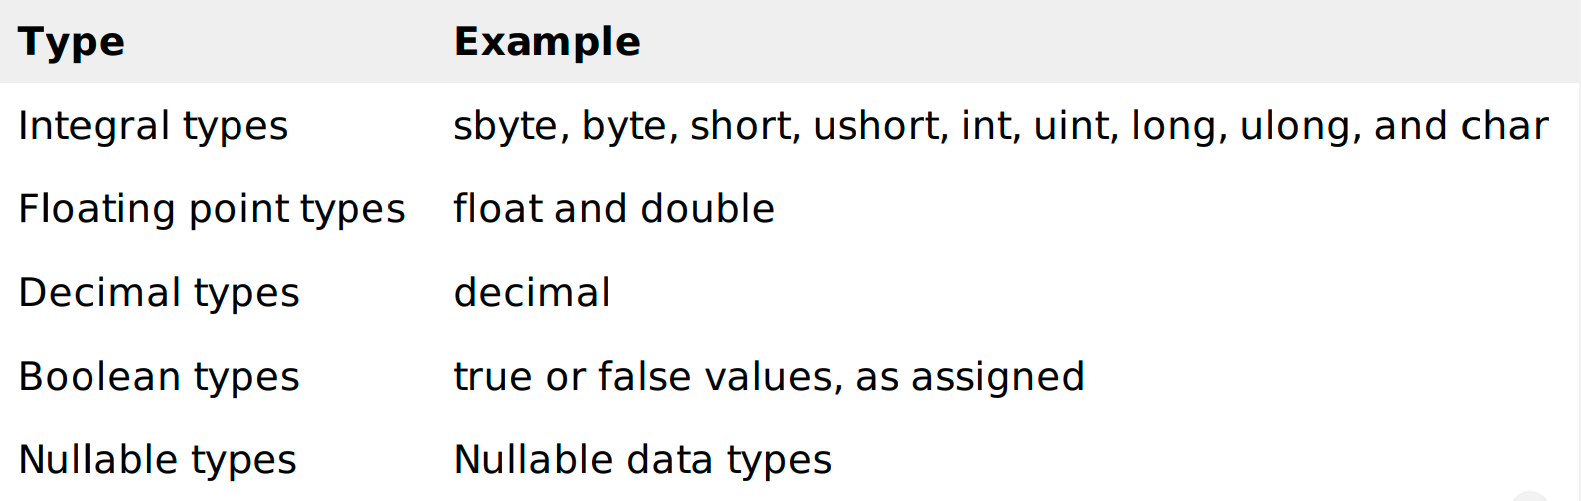 Type Example
Integral types sbyte, byte, short, ushort, int, uint, long, ulong, and char
Floating point types float and double
Decimal types decimal
Boolean types true or false values, as assigned
Nullable types Nullable data types